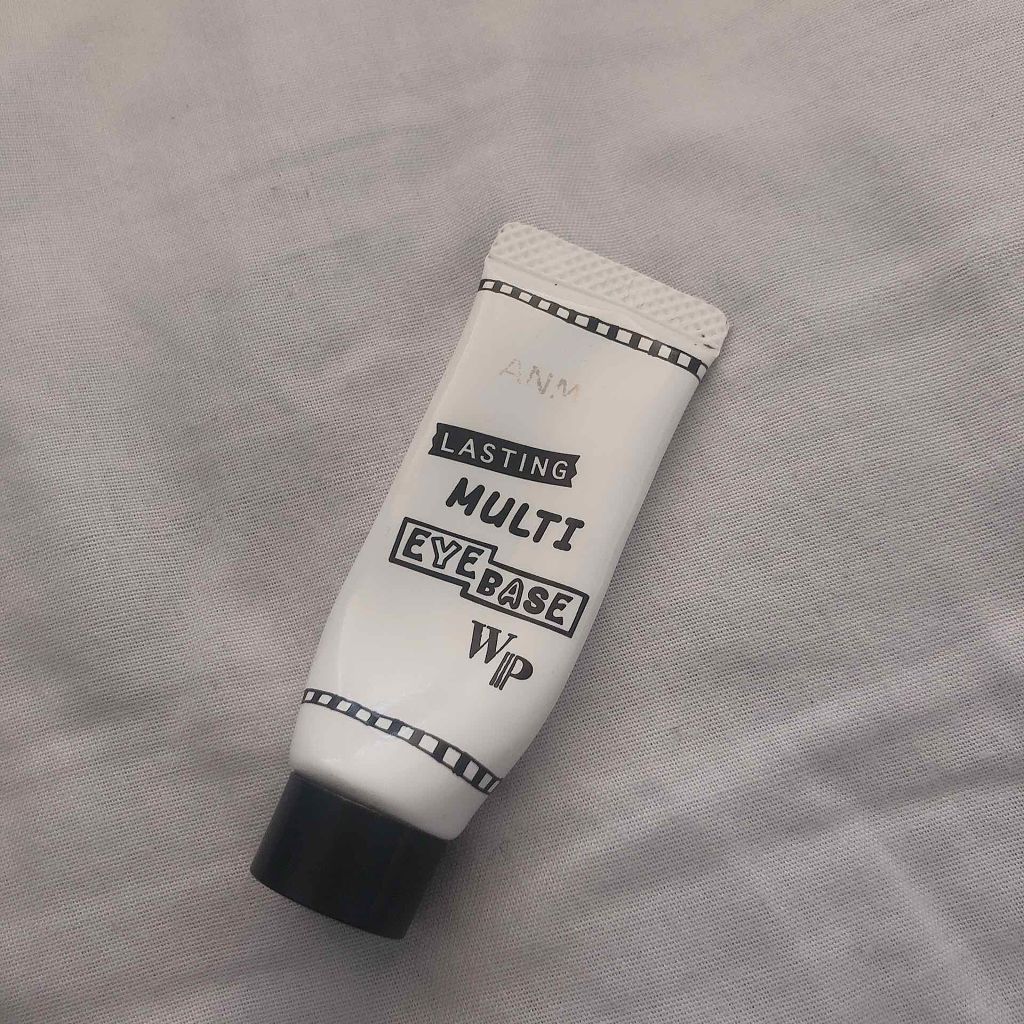 LASTING
MULTI
EYE BASE
WP